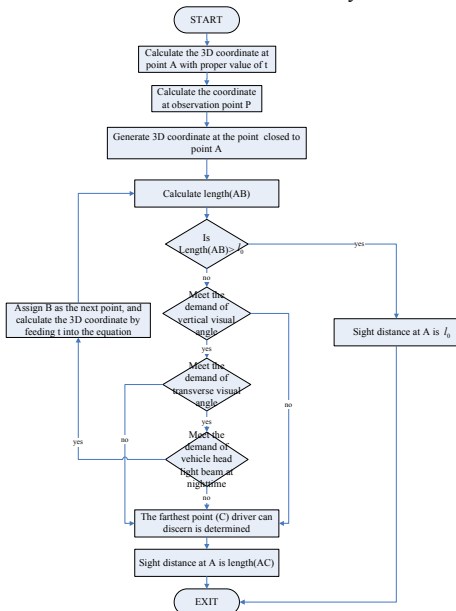 START
Calculate the 3D coordinate at
point A with proper value of t
Calculate the coordinate
at observation point P
Generate 3D coordinate at the point closed to
point A
Calculate length(AB)
Is
Length(AB)> l₀
yes
no
Assign B as the next point, and
calculate the 3D coordinate by
feeding t into the equation
Meet the
demand of
vertical visual
angle
Sight distance at A is l₀
yes
no
Meet the
demand of
transverse visual
angle
yes
no
yes
Meet the
demand of
vehicle head
light beam at
nighttime
no
The farthest point (C) driver can
discern is determined
Sight distance at A is length(AC)
EXIT